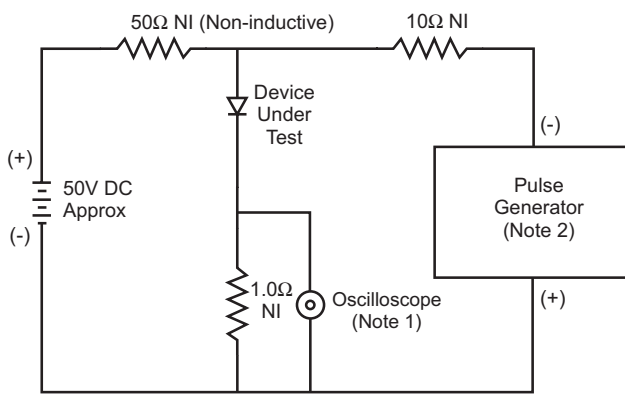 50Ω NI (Non-inductive)
10Ω NI
Device
Under
Test
(-)
(+)
50V DC
Approx
(-)
Pulse
Generator
(Note 2)
1.0Ω
NI
Oscilloscope
(Note 1)
(+)